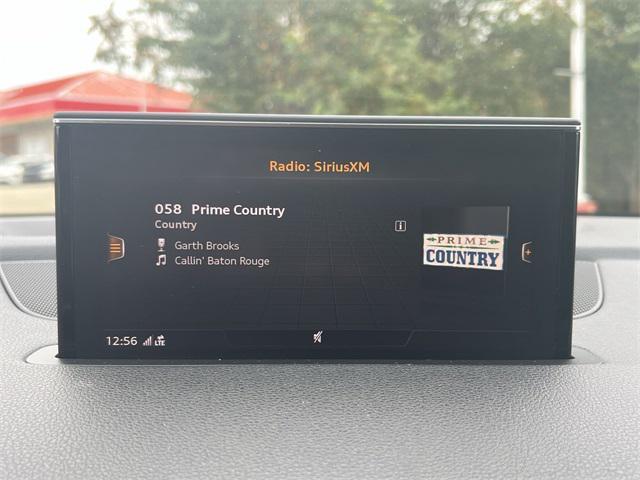 Radio: SiriusXM
058 Prime Country
Country
Garth Brooks
Callin' Baton Rouge
PRIME
COUNTRY
12:56 LTE